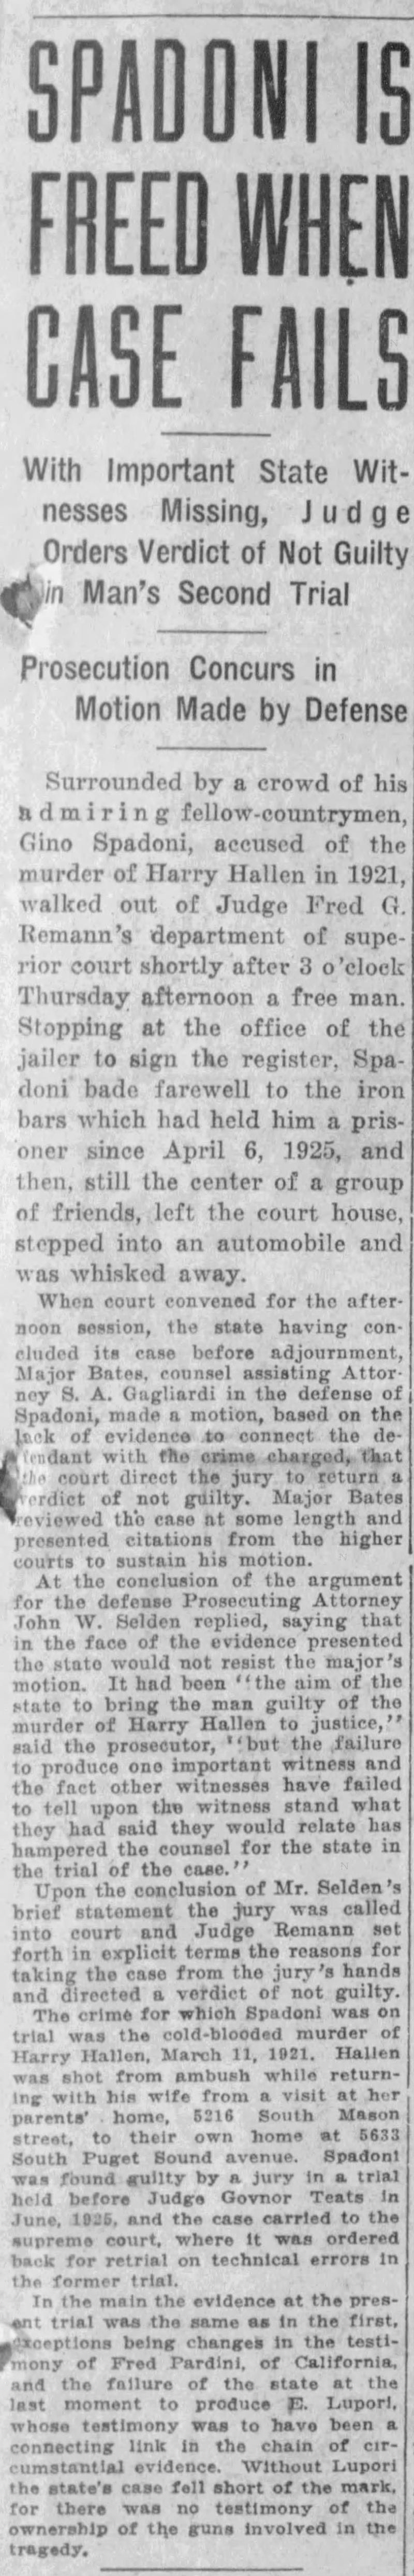 SPADONI IS
FREED WHEN
CASE FAILS
With Important State Wit-
nesses Missing, Judge
Orders Verdict of Not Guilty
in Man's Second Trial
Prosecution Concurs in
Motion Made by Defense
Surrounded by a crowd of his
admiring fellow-countrymen,
Gino Spadoni, accused of the
murder of Harry Hallen in 1921,
walked out of Judge Fred G.
Remann's department of supe-
rior court shortly after 3 o'clock
Thursday afternoon a free man.
Stopping at the office of the
jailer to sign the register, Spa-
doni bade farewell to the iron
bars which had held him a pris-
oner since April 6, 1925, and
then, still the center of a group
of friends, left the court house,
stepped into an automobile and
was whisked away.
When court convened for the after-
noon session, the state having con-
cluded its case before adjournment,
Major Bates, counsel assisting Attor-
ney S. A. Gagliardi in the defense of
Spadoni, made a motion, based on the
lack of evidence to connect the de-
fendant with the crime charged, that
the court direct the jury to return a
verdict of not guilty. Major Bates
reviewed the case at some length and
presented citations from the higher
courts to sustain his motion.
At the conclusion of the argument
for the defense Prosecuting Attorney
John W. Selden replied, saying that
in the face of the evidence presented
the state would not resist the major's
motion. It had been "the aim of the
state to bring the man guilty of the
murder of Harry Hallen to justice,"
said the prosecutor, "but the failure
to produce one important witness and
the fact other witnesses have failed
to tell upon the witness stand what
they had said they would relate has
hampered the counsel for the state in
the trial of the case."
Upon the conclusion of Mr. Selden's
brief statement the jury was called
into court and Judge Remann set
forth in explicit terms the reasons for
taking the case from the jury's hands
and directed a verdict of not guilty.
The crime for which Spadoni was on
trial was the cold-blooded murder of
Harry Hallen, March 11, 1921. Hallen
was shot from ambush while return-
ing with his wife from a visit at her
parents' home, 5216 South Mason
street, to their own home at 5633
South Puget Sound avenue. Spadoni
was found guilty by a jury in a trial
held before Judge Govnor Teats in
June, 1925, and the case carried to the
supreme court, where it was ordered
back for retrial on technical errors in
the former trial.
In the main the evidence at the pres-
ent trial was the same as in the first,
exceptions being changes in the testi-
mony of Fred Pardini, of California,
and the failure of the state at the
last moment to produce E. Lupori,
whose testimony was to have been a
connecting link in the chain of cir-
cumstantial evidence. Without Lupori
the state's case fell short of the mark,
for there was no testimony of the
ownership of the guns involved in the
tragedy.